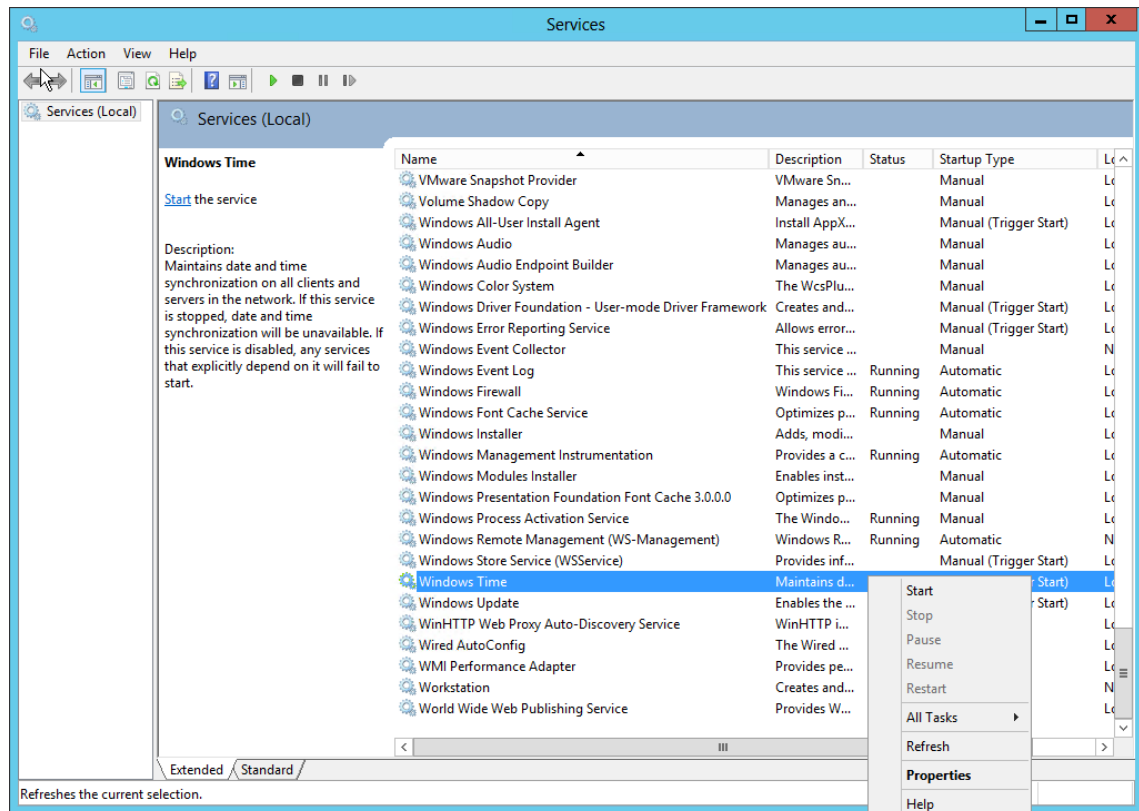 Services
File Action View Help
Services (Local)
Services (Local)
Windows Time
Start the service
Description:
Maintains date and time
synchronization on all clients and
servers in the network. If this service
is stopped, date and time
synchronization will be unavailable. If
this service is disabled, any services
that explicitly depend on it will fail to
start.
Name Description Status Startup Type
VMware Snapshot Provider VMware Sn... Manual
Volume Shadow Copy Manages an... Manual
Windows All-User Install Agent Install AppX... Manual (Trigger Start)
Windows Audio Manages au... Manual
Windows Audio Endpoint Builder Manages au... Manual
Windows Color System The WcsPlu... Manual
Windows Driver Foundation - User-mode Driver Framework Creates and... Manual (Trigger Start)
Windows Error Reporting Service Allows error... Manual (Trigger Start)
Windows Event Collector This service ... Manual
Windows Event Log This service ... Running Automatic
Windows Firewall Windows Fi... Running Automatic
Windows Font Cache Service Optimizes p... Running Automatic
Windows Installer Adds, modi... Manual
Windows Management Instrumentation Provides a c... Running Automatic
Windows Modules Installer Enables inst... Manual
Windows Presentation Foundation Font Cache 3.0.0.0 Optimizes p... Manual
Windows Process Activation Service The Windo... Running Manual
Windows Remote Management (WS-Management) Windows R... Running Automatic
Windows Store Service (WSService) Provides inf... Manual (Trigger Start)
Windows Time Maintains d... Start)
Windows Update Enables the ... Start)
WinHTTP Web Proxy Auto-Discovery Service WinHTTP i...
Wired AutoConfig The Wired ...
WMI Performance Adapter Provides pe...
Workstation Creates and...
World Wide Web Publishing Service Provides W...
Start
Stop
Pause
Resume
Restart
All Tasks
Refresh
Properties
Help
Extended Standard
Refreshes the current selection.